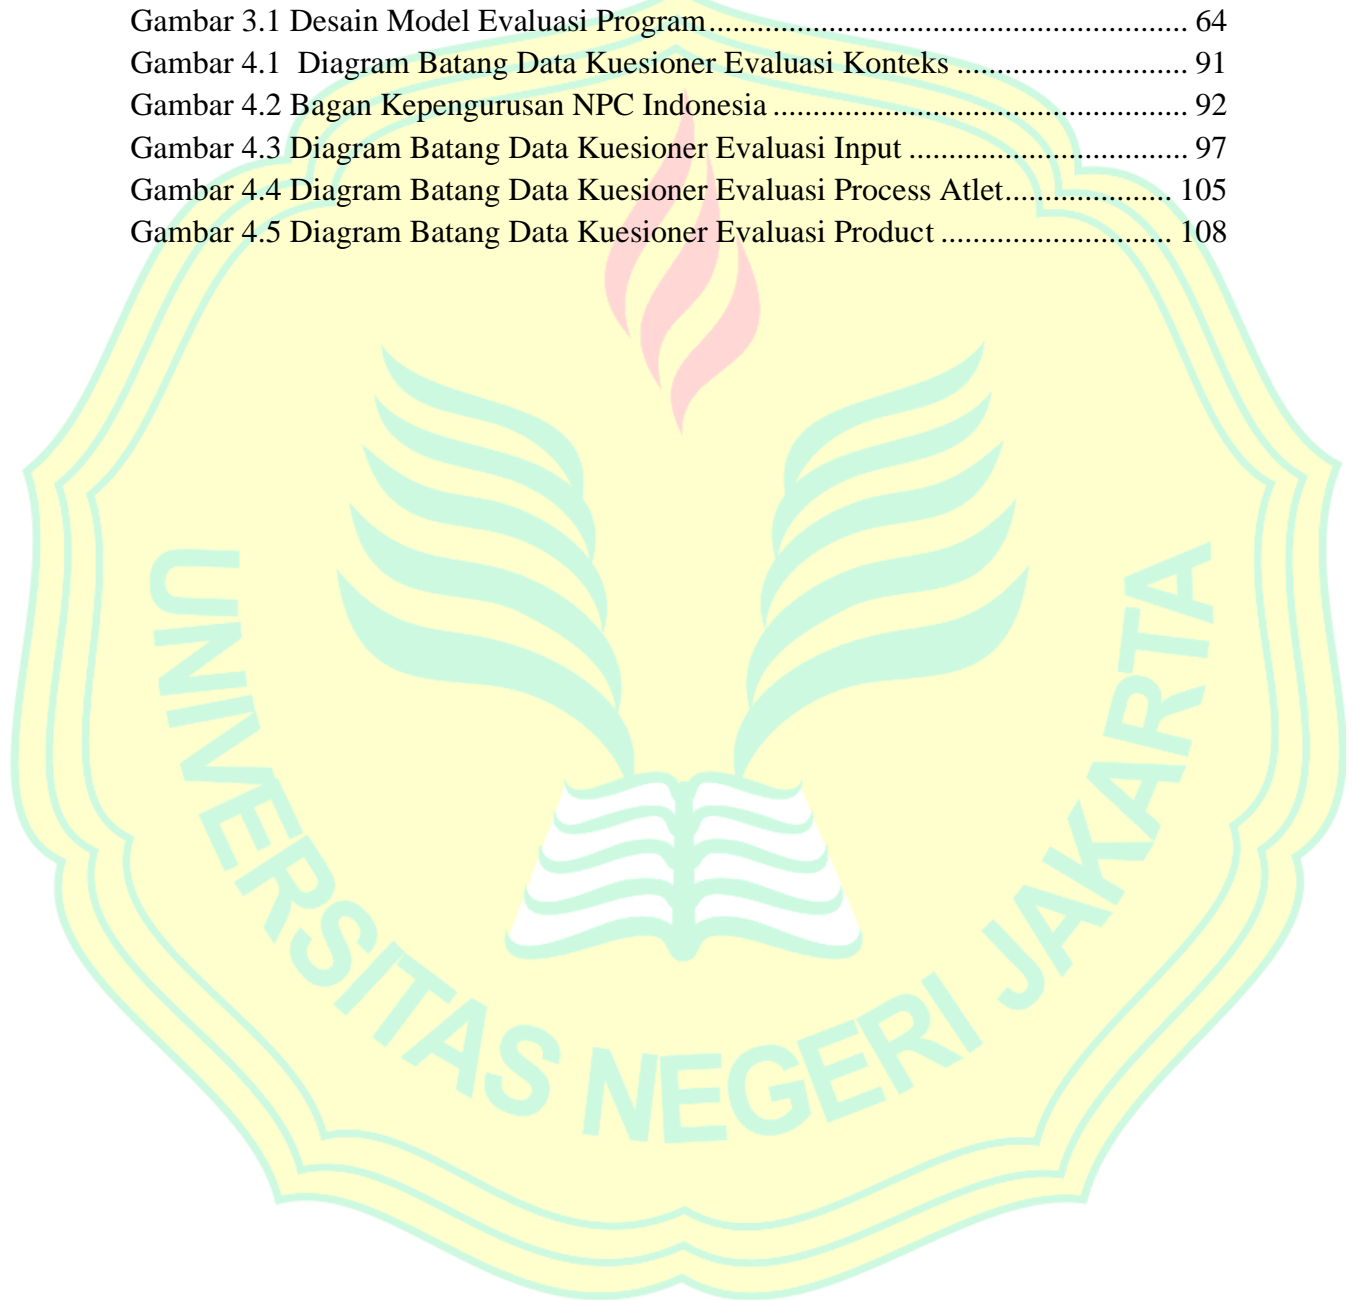 Gambar 3.1 Desain Model Evaluasi Program............................................................ 64
Gambar 4.1  Diagram Batang Data Kuesioner Evaluasi Konteks ............................. 91
Gambar 4.2 Bagan Kepengurusan NPC Indonesia .................................................... 92
Gambar 4.3 Diagram Batang Data Kuesioner Evaluasi Input ................................... 97
Gambar 4.4 Diagram Batang Data Kuesioner Evaluasi Process Atlet..................... 105
Gambar 4.5 Diagram Batang Data Kuesioner Evaluasi Product ............................. 108
UNIVERSITAS NEGERI JAKARTA